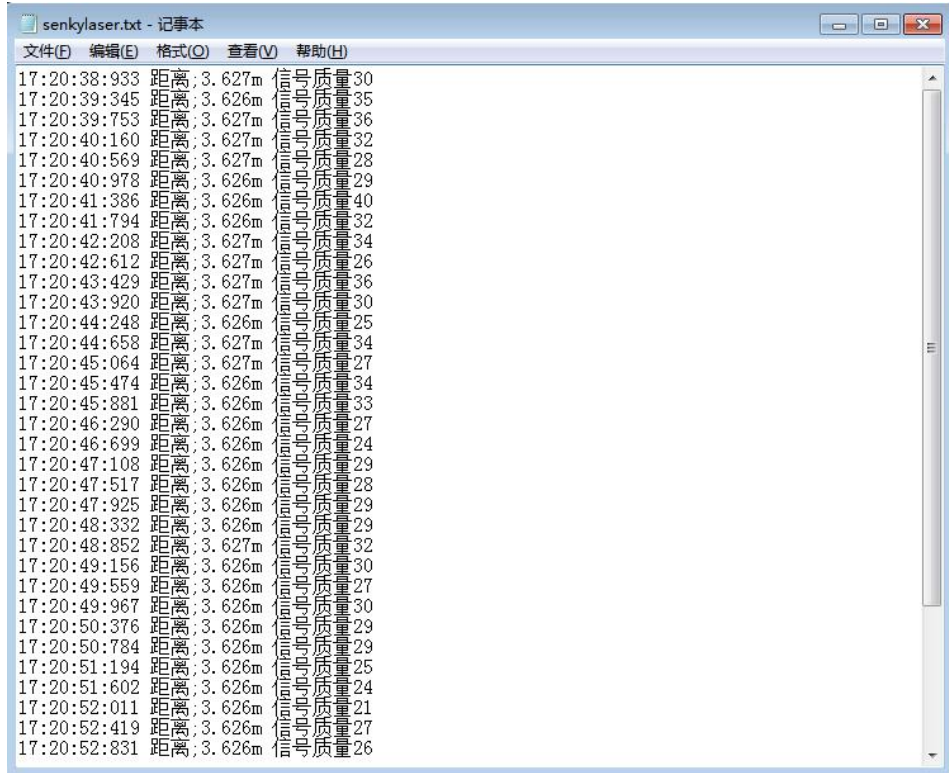 senkylaser.txt - 记事本
文件(F) 编辑(E) 格式(O) 查看(V) 帮助(H)
17:20:38:933 距离;3.627m 信号质量30
17:20:39:345 距离;3.626m 信号质量35
17:20:39:753 距离;3.627m 信号质量36
17:20:40:160 距离;3.627m 信号质量32
17:20:40:569 距离;3.627m 信号质量28
17:20:40:978 距离;3.626m 信号质量29
17:20:41:386 距离;3.626m 信号质量40
17:20:41:794 距离;3.626m 信号质量32
17:20:42:208 距离;3.627m 信号质量34
17:20:42:612 距离;3.627m 信号质量26
17:20:43:429 距离;3.627m 信号质量36
17:20:43:920 距离;3.627m 信号质量30
17:20:44:248 距离;3.626m 信号质量25
17:20:44:658 距离;3.627m 信号质量34
17:20:45:064 距离;3.627m 信号质量27
17:20:45:474 距离;3.626m 信号质量34
17:20:45:881 距离;3.626m 信号质量33
17:20:46:290 距离;3.626m 信号质量27
17:20:46:699 距离;3.626m 信号质量24
17:20:47:108 距离;3.626m 信号质量29
17:20:47:517 距离;3.626m 信号质量28
17:20:47:925 距离;3.626m 信号质量29
17:20:48:332 距离;3.626m 信号质量29
17:20:48:852 距离;3.627m 信号质量32
17:20:49:156 距离;3.626m 信号质量30
17:20:49:559 距离;3.626m 信号质量27
17:20:49:967 距离;3.626m 信号质量30
17:20:50:376 距离;3.626m 信号质量29
17:20:50:784 距离;3.626m 信号质量29
17:20:51:194 距离;3.626m 信号质量25
17:20:51:602 距离;3.626m 信号质量24
17:20:52:011 距离;3.626m 信号质量21
17:20:52:419 距离;3.626m 信号质量27
17:20:52:831 距离;3.626m 信号质量26